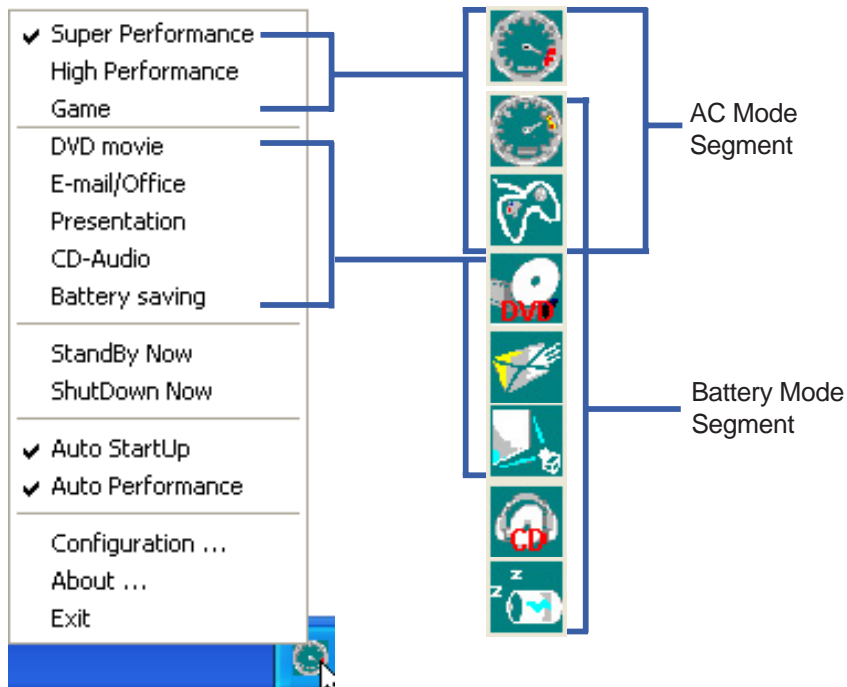 Super Performance
High Performance
Game
DVD movie
E-mail/Office
Presentation
CD-Audio
Battery saving
StandBy Now
ShutDown Now
Auto StartUp
Auto Performance
Configuration ...
About ...
Exit
F
DVD
CD
z
z
AC Mode
Segment
Battery Mode
Segment